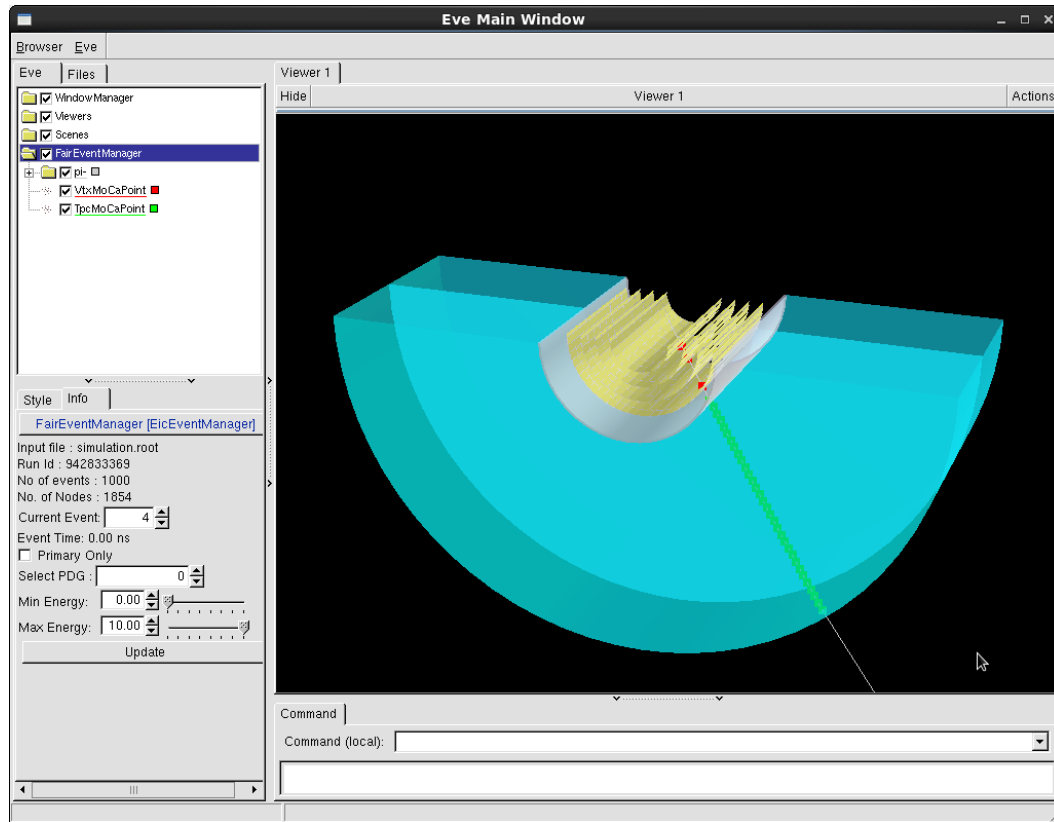 Eve Main Window
Browser Eve
Eve Files
WindowManager
Viewers
Scenes
FairEventManager
pi-
VtxMoCaPoint
TpcMoCaPoint
Style Info
FairEventManager [EicEventManager]
Input file : simulation.root
Run Id : 942833369
No of events : 1000
No. of Nodes : 1854
Current Event: 4
Event Time: 0.00 ns
Primary Only
Select PDG : 0
Min Energy: 0.00
Max Energy: 10.00
Update
Viewer 1
Hide Viewer 1 Actions
Command
Command (local):